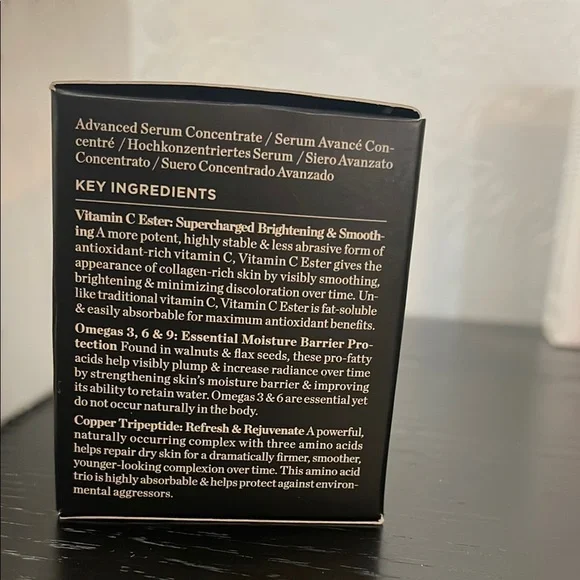 Advanced Serum Concentrate / Serum Avancé Con-
centré / Hochkonzentriertes Serum / Siero Avanzato
Concentrato / Suero Concentrado Avanzado
KEY INGREDIENTS
Vitamin C Ester: Supercharged Brightening & Smooth-
ing A more potent, highly stable & less abrasive form of
antioxidant-rich vitamin C, Vitamin C Ester gives the
appearance of collagen-rich skin by visibly smoothing,
brightening & minimizing discoloration over time. Un-
like traditional vitamin C, Vitamin C Ester is fat-soluble
& easily absorbable for maximum antioxidant benefits.
Omegas 3, 6 & 9: Essential Moisture Barrier Pro-
tection Found in walnuts & flax seeds, these pro-fatty
acids help visibly plump & increase radiance over time
by strengthening skin's moisture barrier & improving
its ability to retain water. Omegas 3 & 6 are essential yet
do not occur naturally in the body.
Copper Tripeptide: Refresh & Rejuvenate A powerful,
naturally occurring complex with three amino acids
helps repair dry skin for a dramatically firmer, smoother,
younger-looking complexion over time. This amino acid
trio is highly absorbable & helps protect against environ-
mental aggressors.